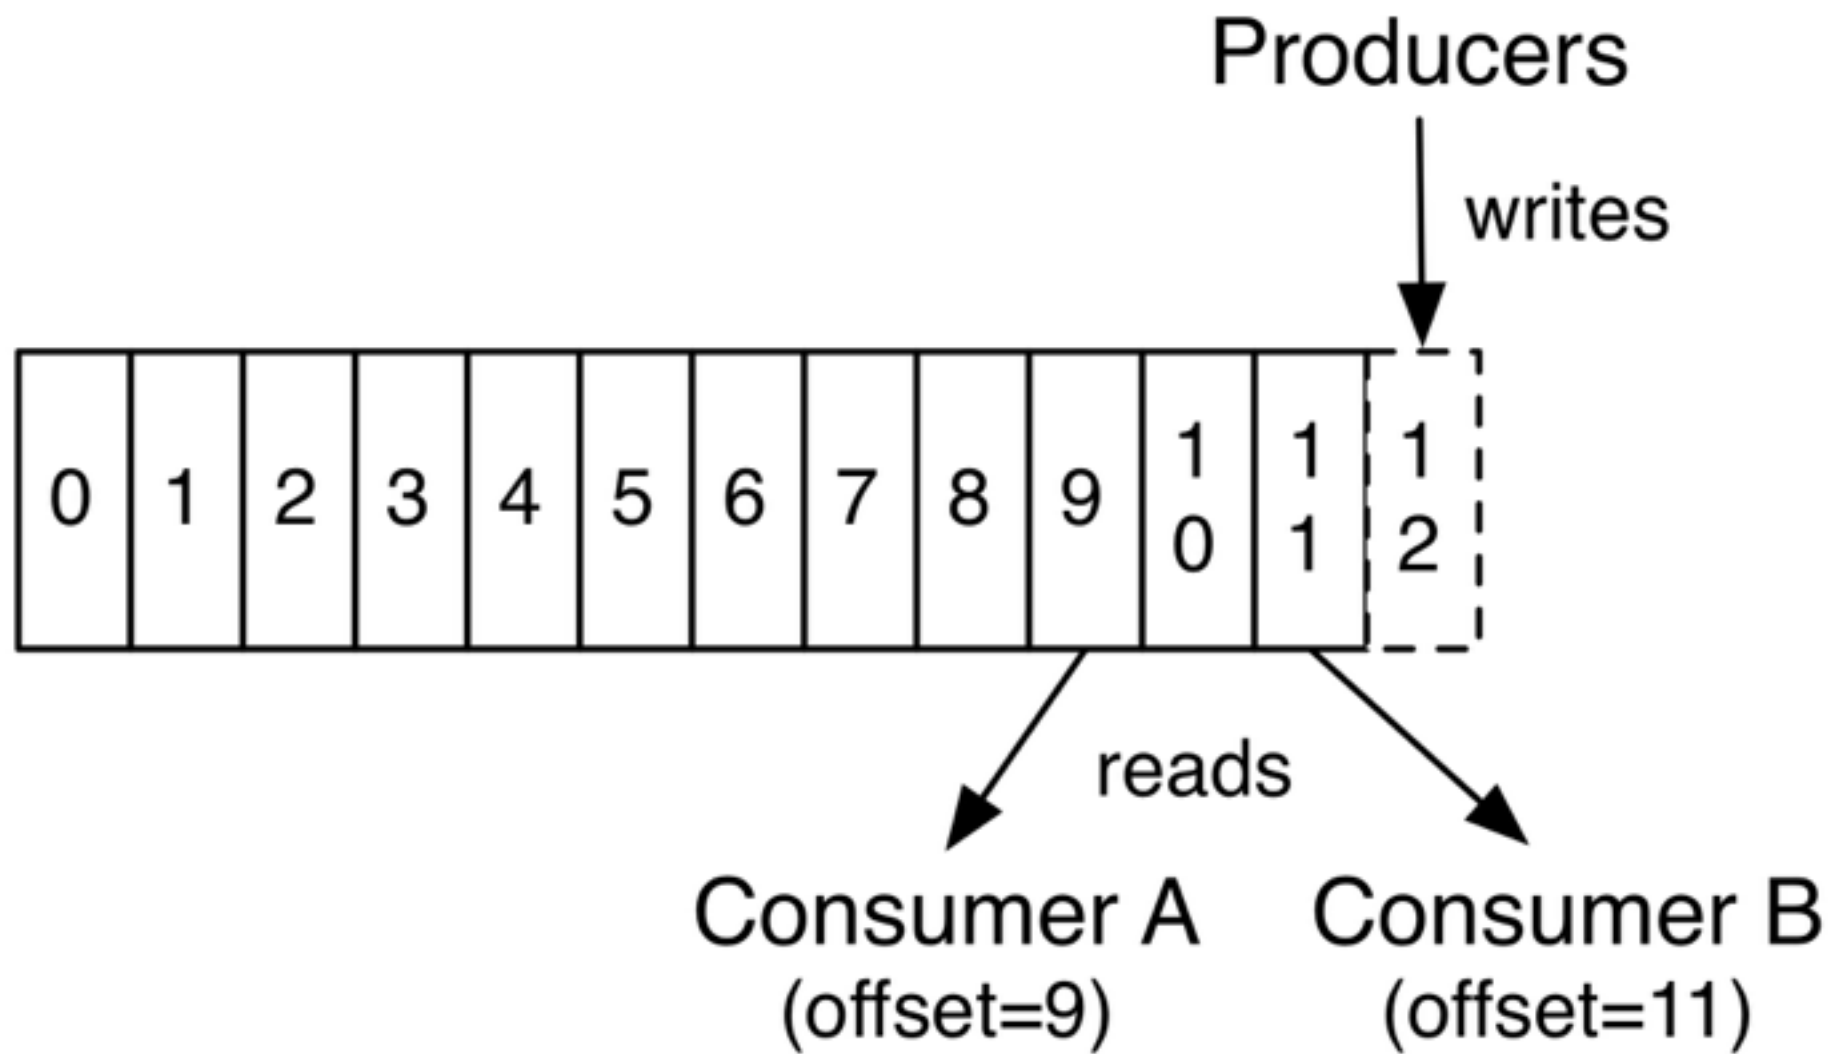 Producers
writes
0 1 2 3 4 5 6 7 8 9 10 11 12
reads
Consumer A
(offset=9)
Consumer B
(offset=11)